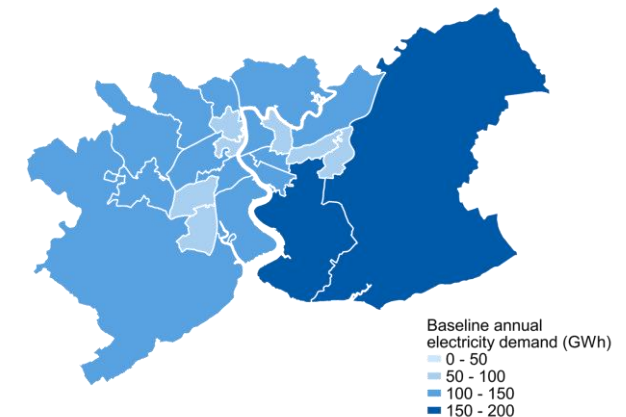 Baseline annual
electricity demand (GWh)
0 - 50
50 - 100
100 - 150
150 - 200